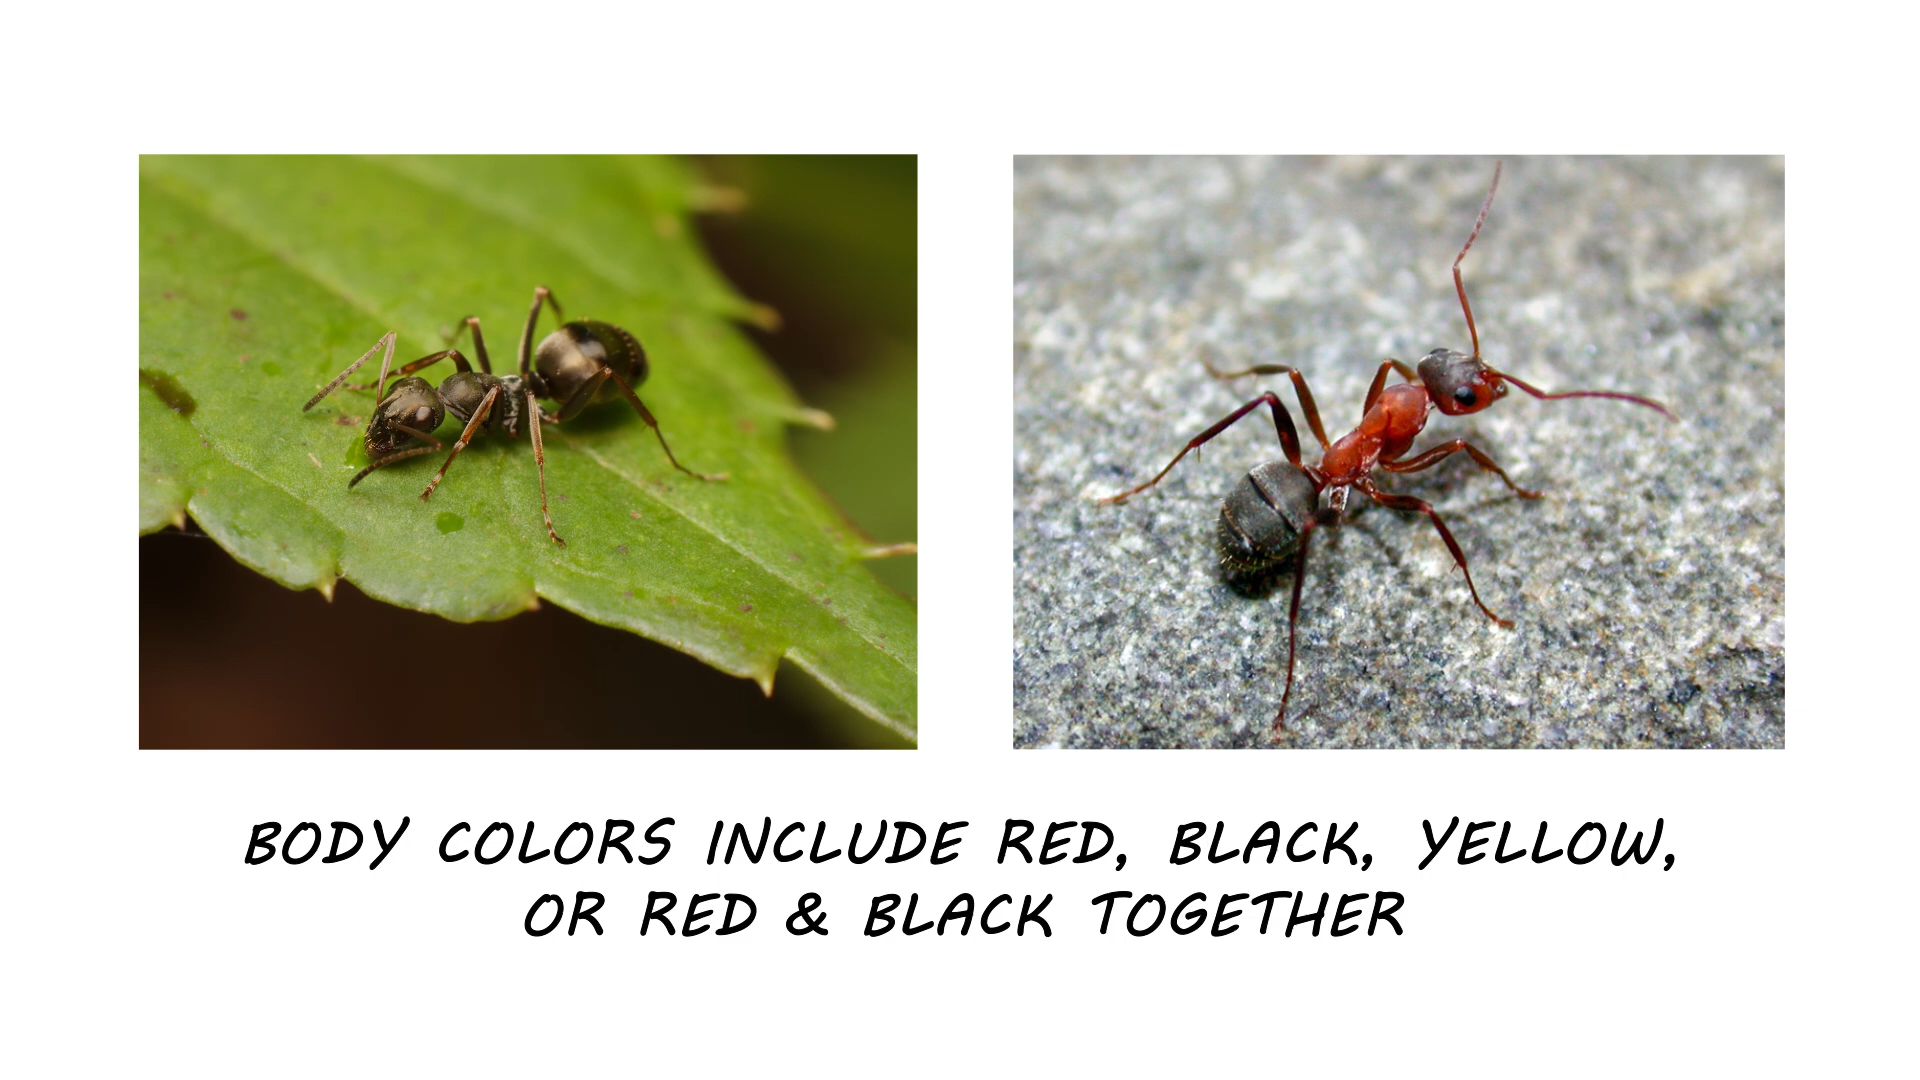 BODY COLORS INCLUDE RED, BLACK, YELLOW,
OR RED & BLACK TOGETHER